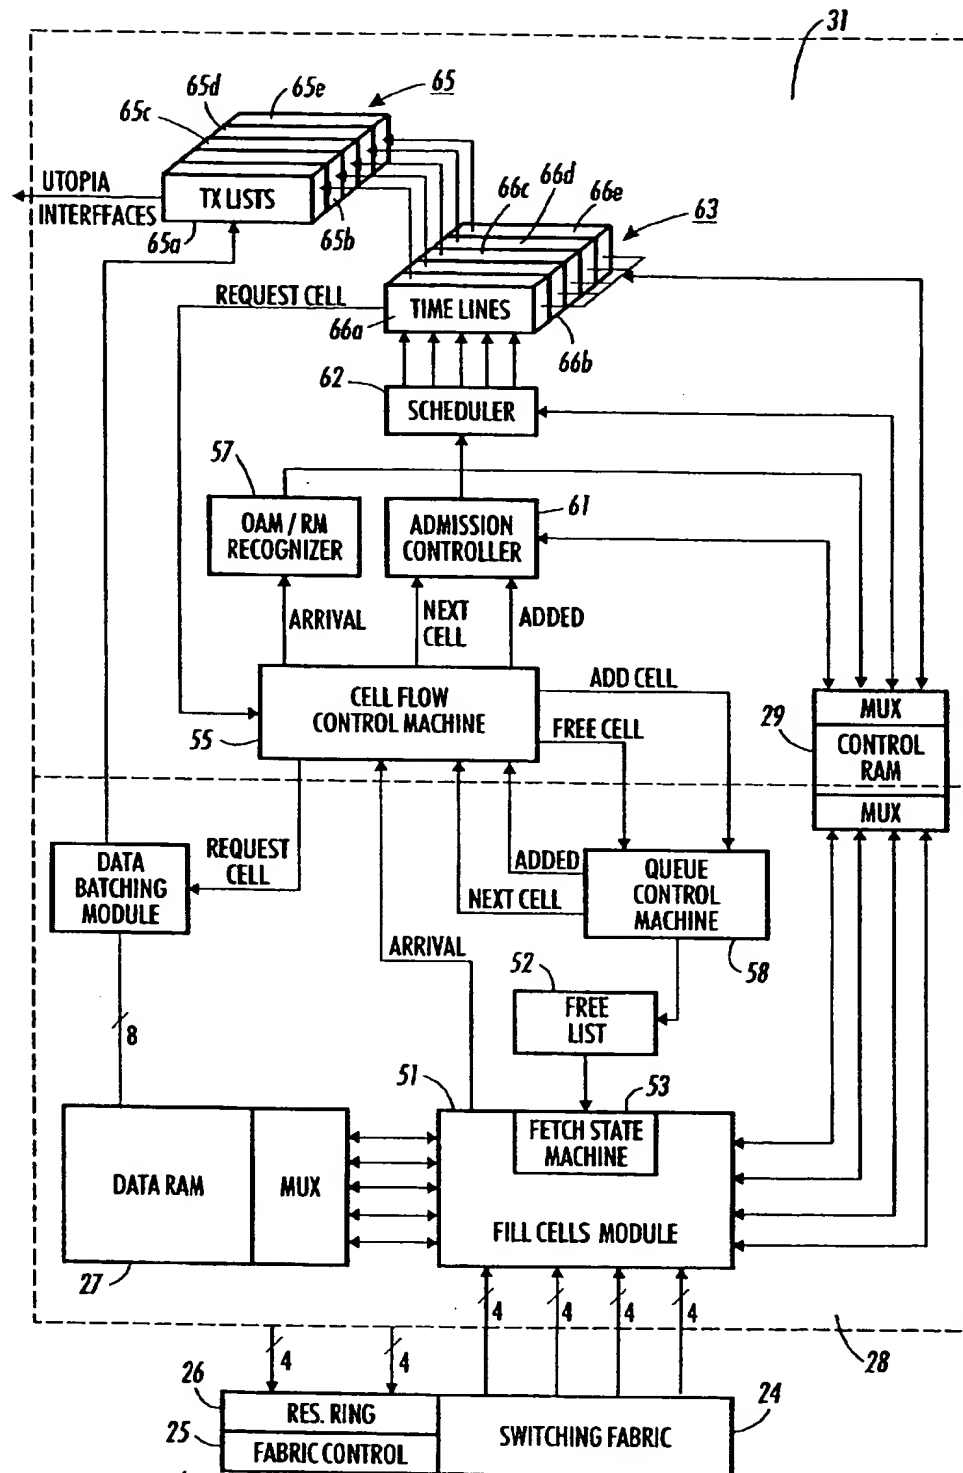 31
65e
65
65d
65c
UTOPIA
INTERFFACES
TX LISTS
65a
65b
66c
66d
66e
63
REQUEST CELL
TIME LINES
66a
66b
62
SCHEDULER
57
OAM / RM
RECOGNIZER
61
ADMISSION
CONTROLLER
ARRIVAL
NEXT
CELL
ADDED
CELL FLOW
CONTROL MACHINE
55
ADD CELL
FREE CELL
29
MUX
CONTROL
RAM
MUX
DATA
BATCHING
MODULE
REQUEST
CELL
ADDED
NEXT CELL
QUEUE
CONTROL
MACHINE
58
ARRIVAL
52
FREE
LIST
8
51
53
FETCH STATE
MACHINE
DATA RAM
MUX
FILL CELLS MODULE
27
4
4
4
4
4
4
28
26
RES. RING
25
FABRIC CONTROL
SWITCHING FABRIC
24